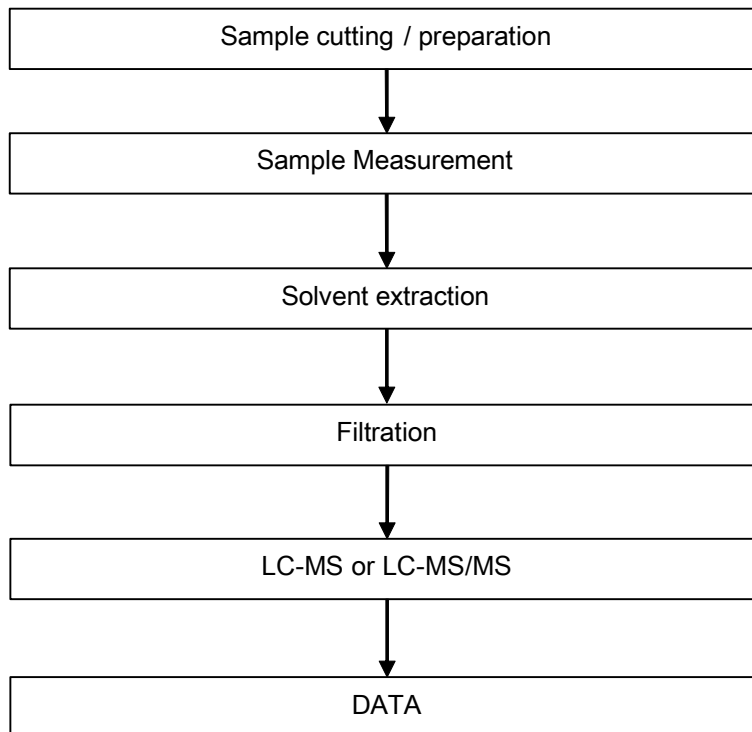 Sample cutting / preparation
Sample Measurement
Solvent extraction
Filtration
LC-MS or LC-MS/MS
DATA